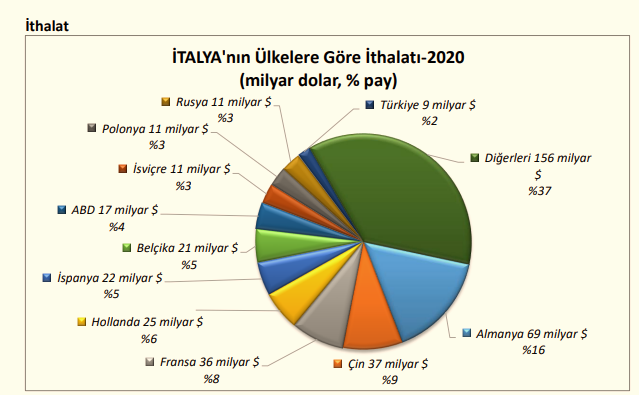 İthalat
İTALYA'nın Ülkelere Göre İthalatı-2020
(milyar dolar, % pay)
Rusya 11 milyar $
%3
Türkiye 9 milyar $
%2
Polonya 11 milyar $
%3
Diğerleri 156 milyar
$
%37
İsviçre 11 milyar $
%3
ABD 17 milyar $
%4
Belçika 21 milyar $
%5
İspanya 22 milyar $
%5
Hollanda 25 milyar $
%6
Almanya 69 milyar $
%16
Fransa 36 milyar $
%8
Çin 37 milyar $
%9